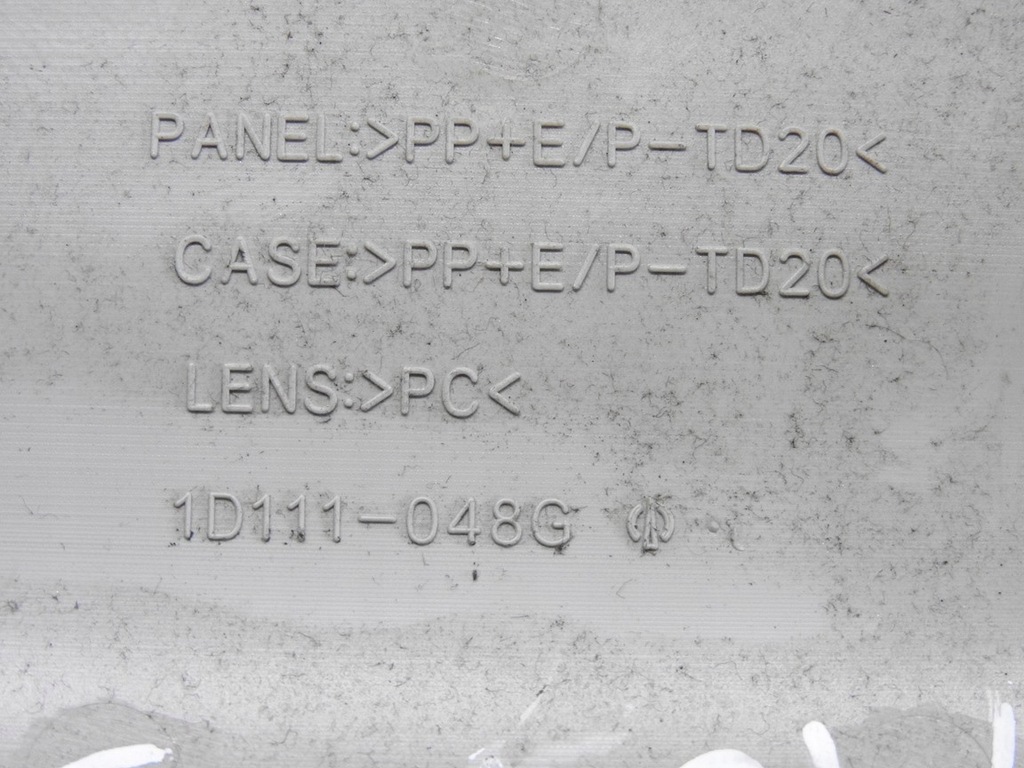 PANEL:>PP+E/P-TD20<
CASE:>PP+E/P-TD20<
LENS:>PC<
1D111-048G